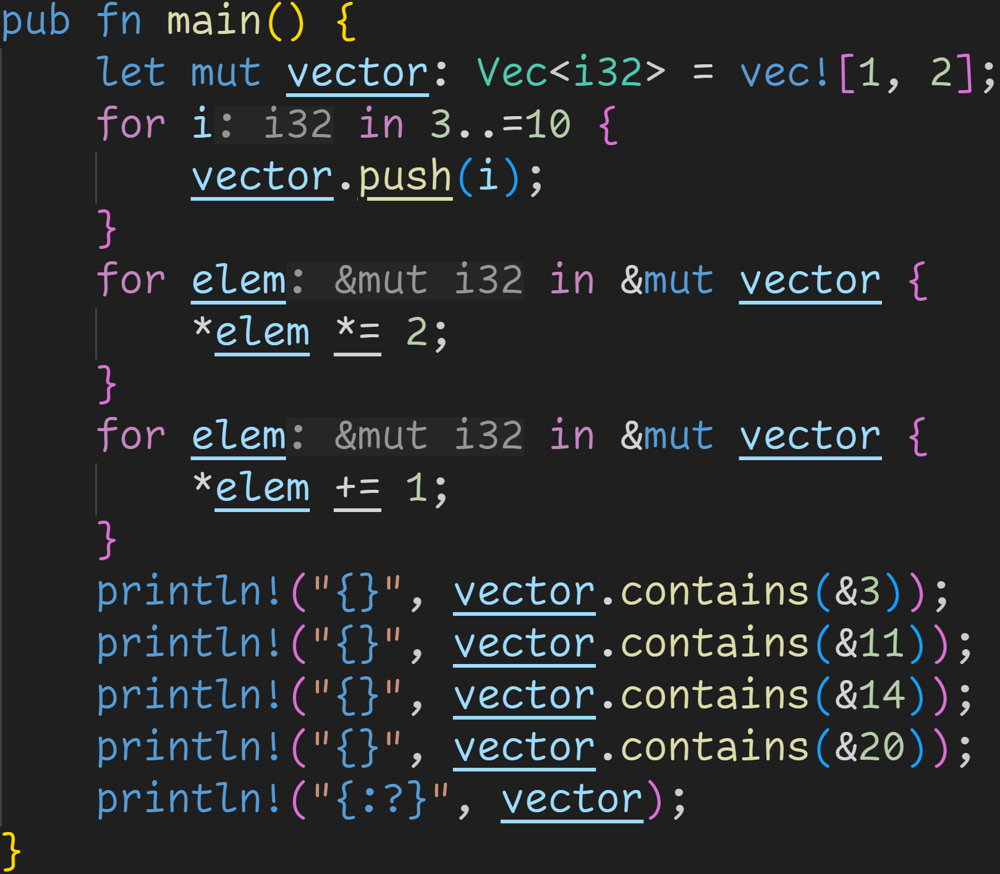 pub fn main() {
    let mut vector: Vec<i32> = vec![1, 2];
    for i: i32 in 3..=10 {
        vector.push(i);
    }
    for elem: &mut i32 in &mut vector {
        *elem *= 2;
    }
    for elem: &mut i32 in &mut vector {
        *elem += 1;
    }
    println!("{}", vector.contains(&3));
    println!("{}", vector.contains(&11));
    println!("{}", vector.contains(&14));
    println!("{}", vector.contains(&20));
    println!("{:?}", vector);
}